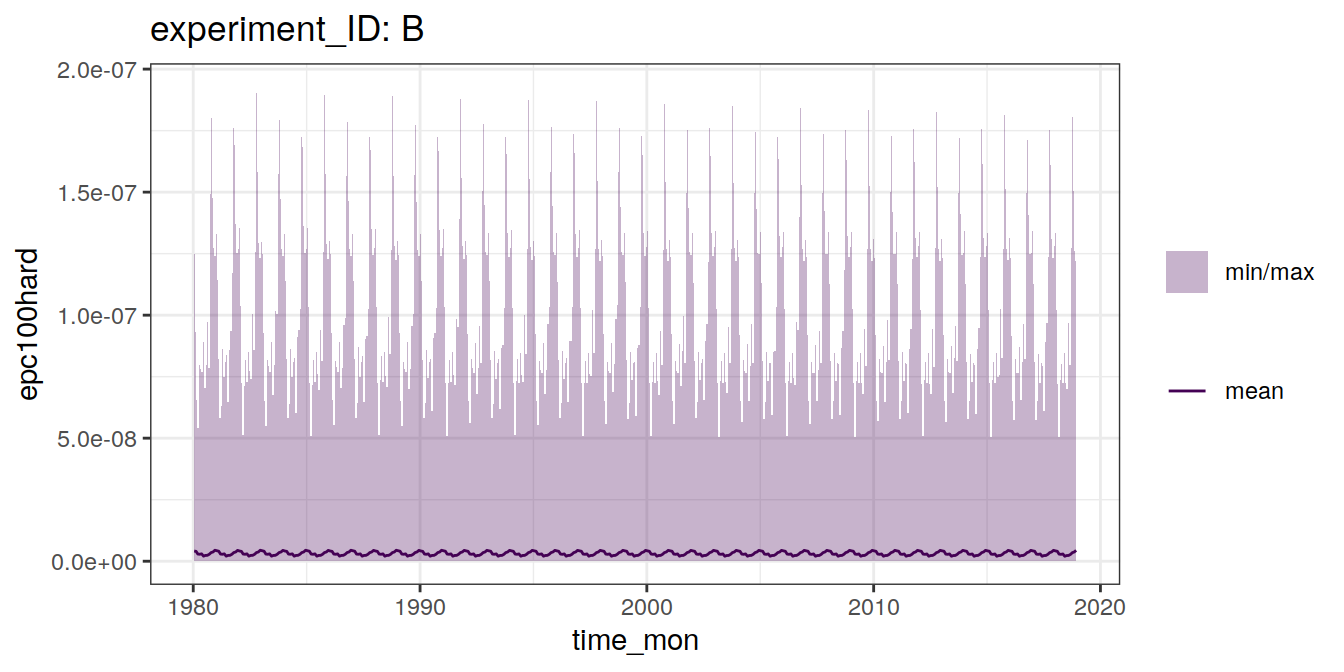 experiment_ID: B
2.0e-07
1.5e-07
1.0e-07
5.0e-08
0.0e+00
epc100hard
1980 1990 2000 2010 2020
time_mon
min/max
mean